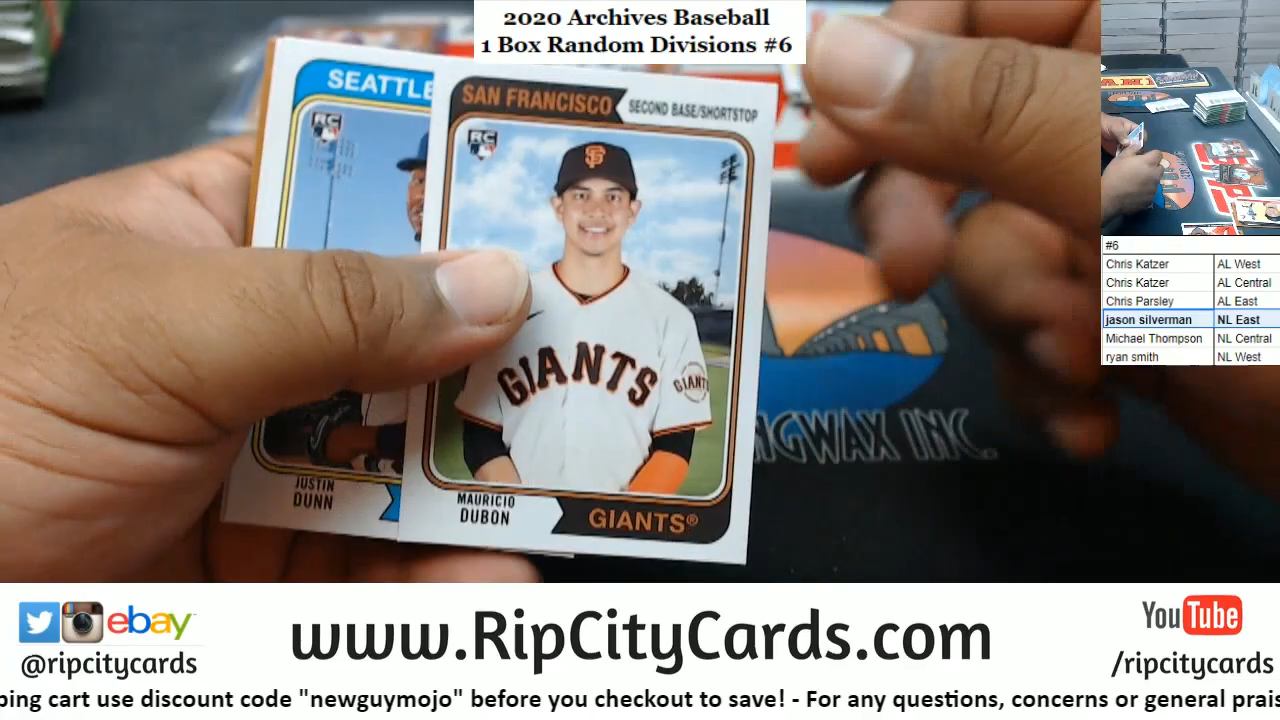 2020 Archives Baseball
1 Box Random Divisions #6
SEATTLE
SAN FRANCISCO
SECOND BASE/SHORTSTOP
RC
RC
SF
GIANTS
GIANTS
JUSTIN
DUNN
MAURICIO
DUBON
GIANTS®
INC.
#6
Chris Katzer AL West
Chris Katzer AL Central
Chris Parsley AL East
jason silverman NL East
Michael Thompson NL Central
ryan smith NL West
ebay
@ripcitycards
www.RipCityCards.com
YouTube
/ripcitycards
ping cart use discount code "newguymojo" before you checkout to save! - For any questions, concerns or general prais